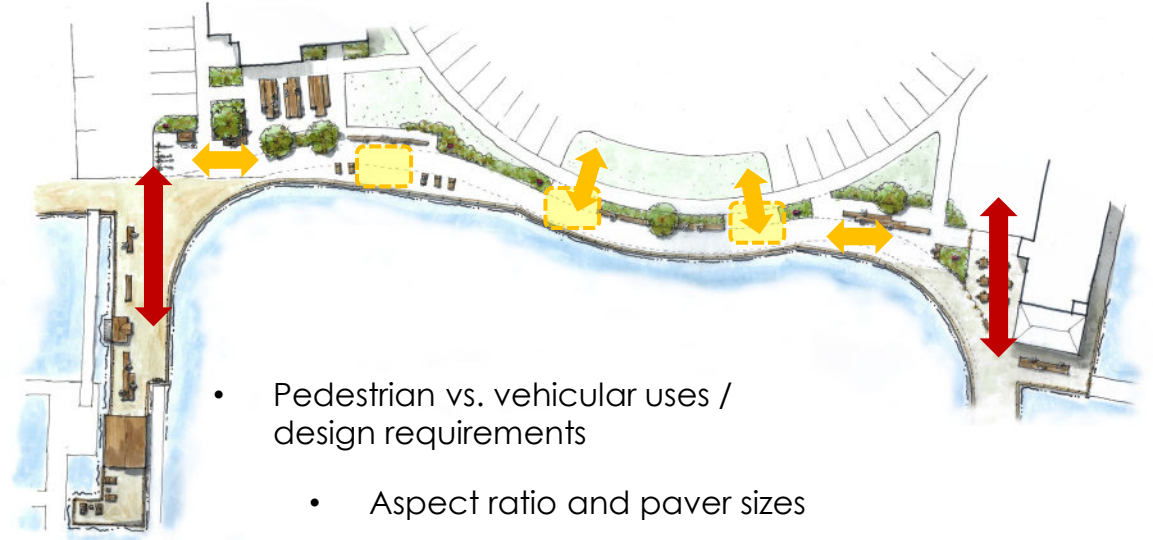 • Pedestrian vs. vehicular uses /
design requirements
• Aspect ratio and paver sizes